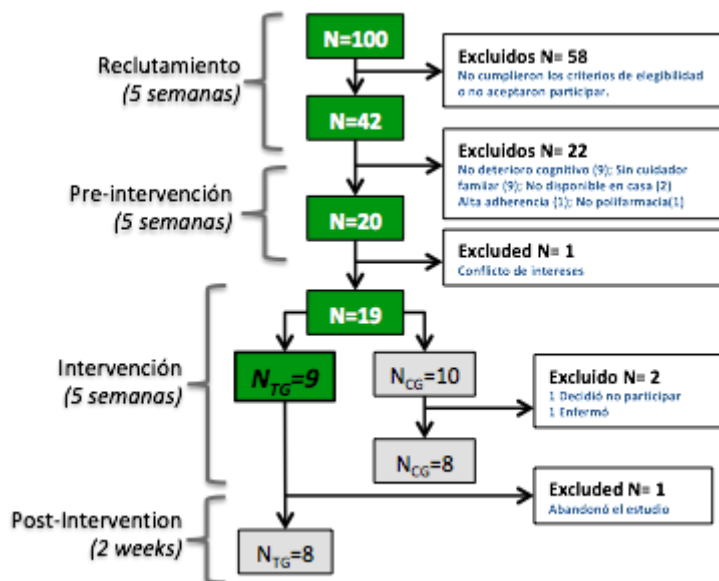 N=100
Reclutamiento
(5 semanas)
Excluidos N= 58
No cumplieron los criterios de elegibilidad
o no aceptaron participar.
N=42
Excluidos N= 22
No deterioro cognitivo (9); Sin cuidador
familiar (9); No disponible en casa (2)
Alta adherencia (1); No polifarmacia(1)
Pre-intervención
(5 semanas)
N=20
Excluded N= 1
Conflicto de intereses
N=19
Intervención
(5 semanas)
NTG=9
NCG=10
Excluido N= 2
1 Decidió no participar
1 Enfermó
NCG=8
Excluded N= 1
Abandonó el estudio
Post-Intervention
(2 weeks)
NTG=8